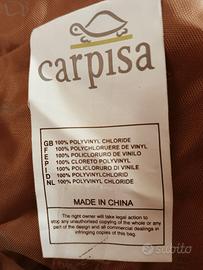 carpisa
GB 100% POLYVINYL CHLORIDE
F 100% POLYCHLORURE DE VINYL
E 100% POLICLORURO DE VINILO
P 100% CLORETO POLIVINYL
I 100% POLICLORURO DI VINILE
D 100% POLYVINYLCHLORID
NL 100% POLYVINYLCHLORIDE
MADE IN CHINA
The right owner will take legal action to
stop any unauthorised copy of the whole or
any part of the design and all commercial
dealings in infringing copies of this bag.
subito